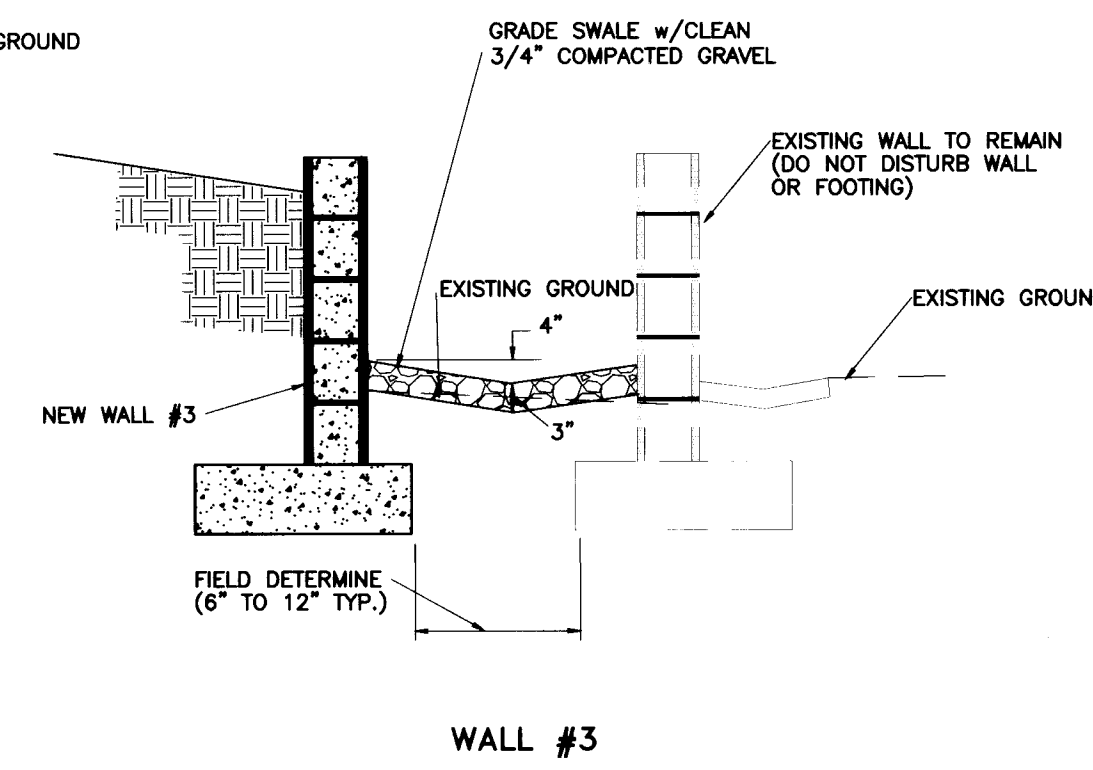 GROUND
GRADE SWALE w/CLEAN
3/4" COMPACTED GRAVEL
EXISTING WALL TO REMAIN
(DO NOT DISTURB WALL
OR FOOTING)
EXISTING GROUND
4"
EXISTING GROUN
NEW WALL #3
3"
FIELD DETERMINE
(6" TO 12" TYP.)
WALL #3